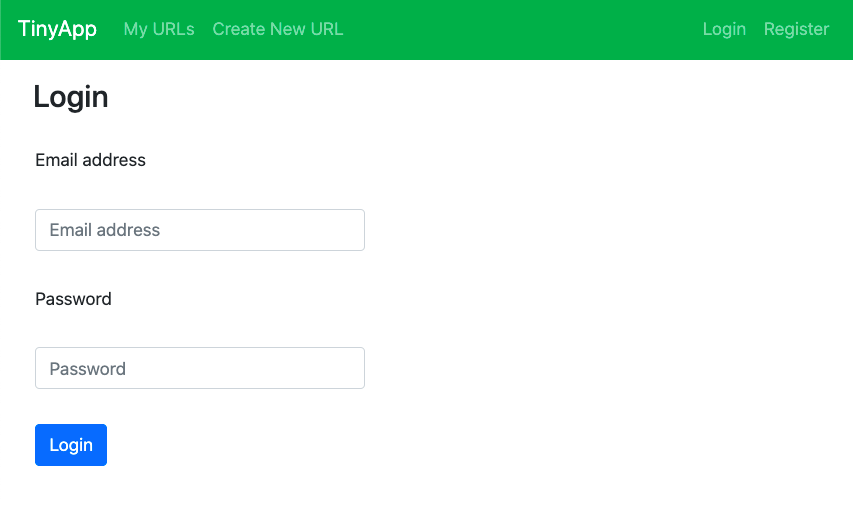 TinyApp My URLs Create New URL Login Register
Login
Email address
Email address
Password
Password
Login